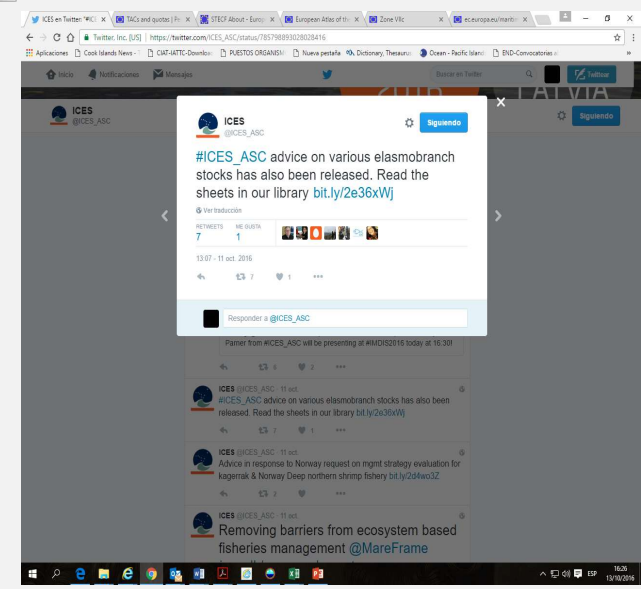 ICES en Twitter: "#ICES
TACs and quotas | Fis
STECF About - Europe
European Atlas of the
Zone VIIc
ec.europa.eu/maritim
Twitter, Inc. [US] | https://twitter.com/ICES_ASC/status/785798893028028416
Aplicaciones
Cook Islands News -
CIAT-IATTC-Downloa
PUESTOS ORGANISM
Nueva pestaña
Dictionary, Thesaurus
Ocean - Pacific Island
END-Convocatorias
Inicio
Notificaciones
Mensajes
Buscar en Twitter
Twittear
2016
LATVIA
ICES
@ICES_ASC
Siguiendo
ICES
@ICES_ASC
Siguiendo
#ICES_ASC advice on various elasmobranch
stocks has also been released. Read the
sheets in our library bit.ly/2e36xWj
Ver traducción
RETWEETS
7
ME GUSTA
1
13:07 - 11 oct. 2016
7
1
Responder a @ICES_ASC
from #ICES_ASC will be presenting at #IMDIS2016 today at 16:30!
ICES @ICES_ASC · 11 oct.
#ICES_ASC advice on various elasmobranch stocks has also been
released. Read the sheets in our library bit.ly/2e36xWj
7
1
ICES @ICES_ASC · 11 oct.
Advice in response to Norway request on mgmt strategy evaluation for
kagerrak & Norway Deep northern shrimp fishery bit.ly/2d4wo3Z
ICES @ICES_ASC · 11 oct.
Removing barriers from ecosystem based
fisheries management @MareFrame
ESP
16:26
13/10/2016